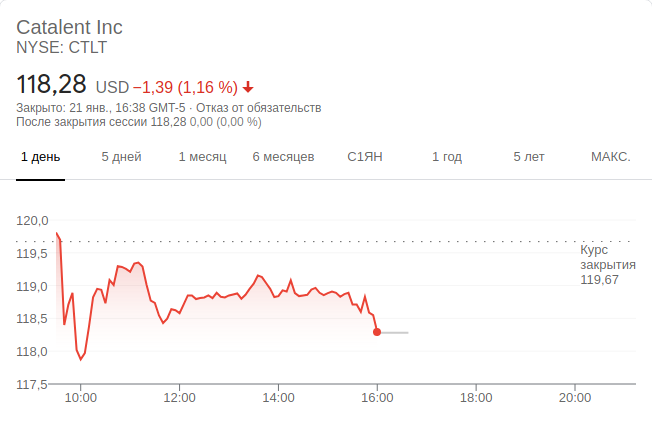 Catalent Inc
NYSE: CTLT
118,28 USD −1,39 (1,16 %)
Закрыто: 21 янв., 16:38 GMT-5 · Отказ от обязательств
После закрытия сессии 118,28 0,00 (0,00 %)
1 день 5 дней 1 месяц 6 месяцев С1ЯН 1 год 5 лет МАКС.
120,0
119,5
119,0
118,5
118,0
117,5
Курс
закрытия
119,67
10:00 12:00 14:00 16:00 18:00 20:00